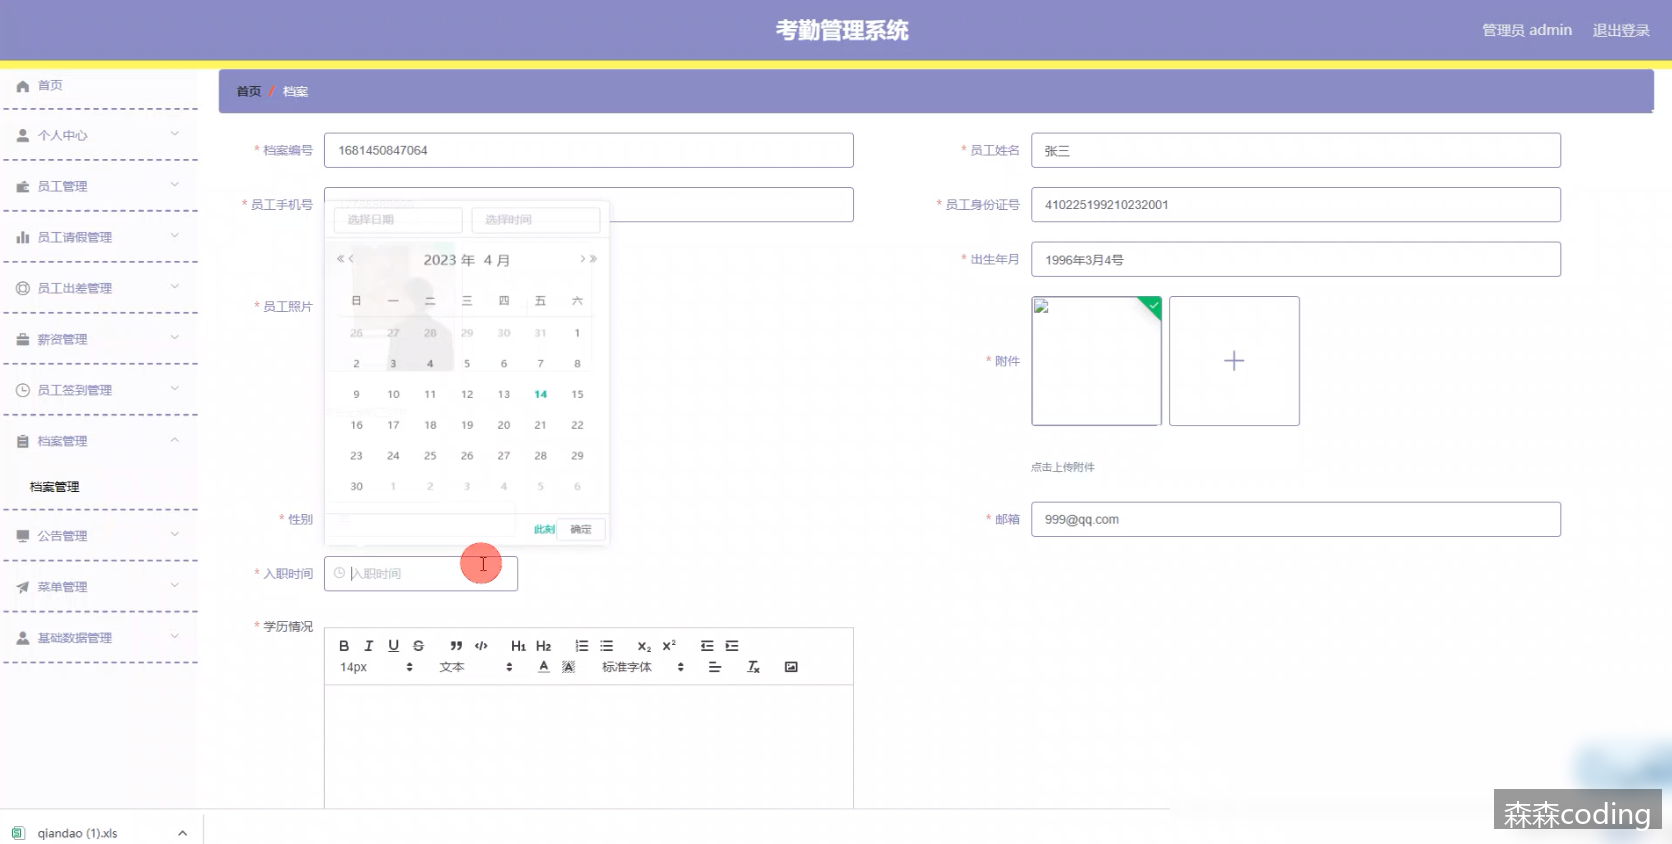 考勤管理系统
管理员 admin
退出登录
首页
个人中心
员工管理
员工请假管理
员工出差管理
薪资管理
员工签到管理
档案管理
档案管理
公告管理
菜单管理
基础数据管理
首页 / 档案
* 档案编号 1681450847064
* 员工姓名 张三
* 员工手机号
* 员工身份证号 410225199210232001
选择日期 选择时间
2023 年 4 月
日 一 二 三 四 五 六
26 27 28 29 30 31 1
2 3 4 5 6 7 8
9 10 11 12 13 14 15
16 17 18 19 20 21 22
23 24 25 26 27 28 29
30 1 2 3 4 5 6
此刻 确定
* 出生年月 1996年3月4号
* 员工照片
* 附件
点击上传附件
* 性别
* 邮箱 999@qq.com
* 入职时间 入职时间
* 学历情况
B I U S H1 H2 X2 X2
14px 文本 A A 标准字体 Tx
qiandao (1).xls
森森coding